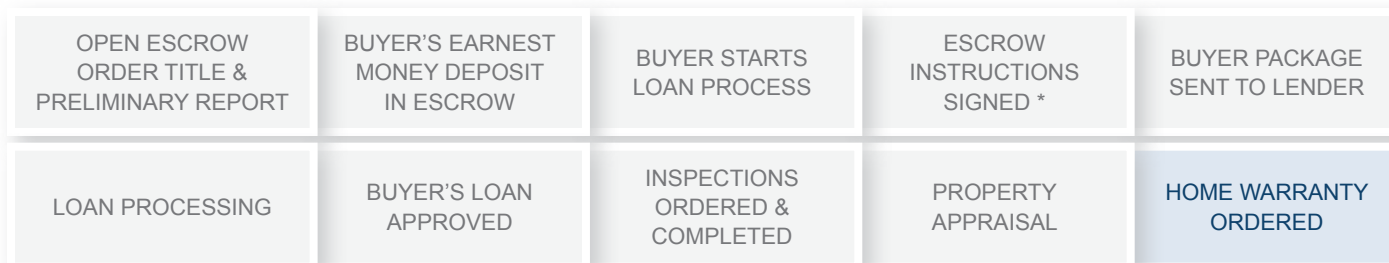 OPEN ESCROW
ORDER TITLE &
PRELIMINARY REPORT
BUYER'S EARNEST
MONEY DEPOSIT
IN ESCROW
BUYER STARTS
LOAN PROCESS
ESCROW
INSTRUCTIONS
SIGNED *
BUYER PACKAGE
SENT TO LENDER
LOAN PROCESSING
BUYER'S LOAN
APPROVED
INSPECTIONS
ORDERED &
COMPLETED
PROPERTY
APPRAISAL
HOME WARRANTY
ORDERED